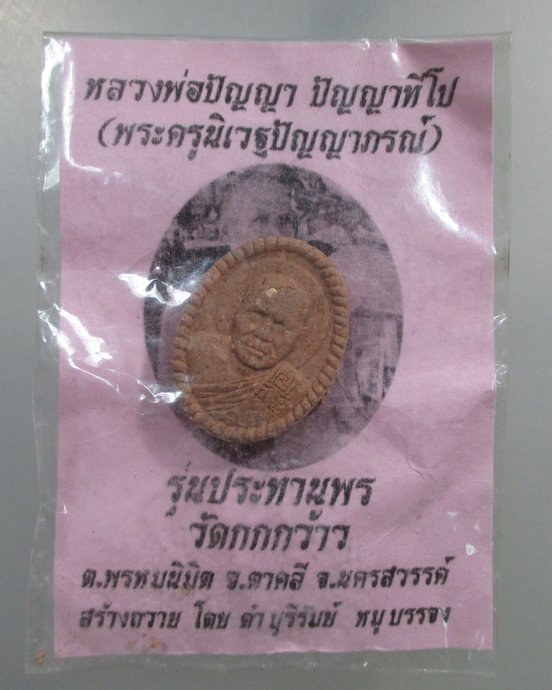 หลวงพ่อปัญญา ปัญญาทีโป
(พระครูนิเวฐปัญญาภรณ์)
รุ่นประทานพร
วัดกกกว้าว
ต.พรหมนิมิต จ.ตาคลี จ.นครสวรรค์
สร้างถวาย โดย ดำ บุรีรัมย์ หมู บรรจง